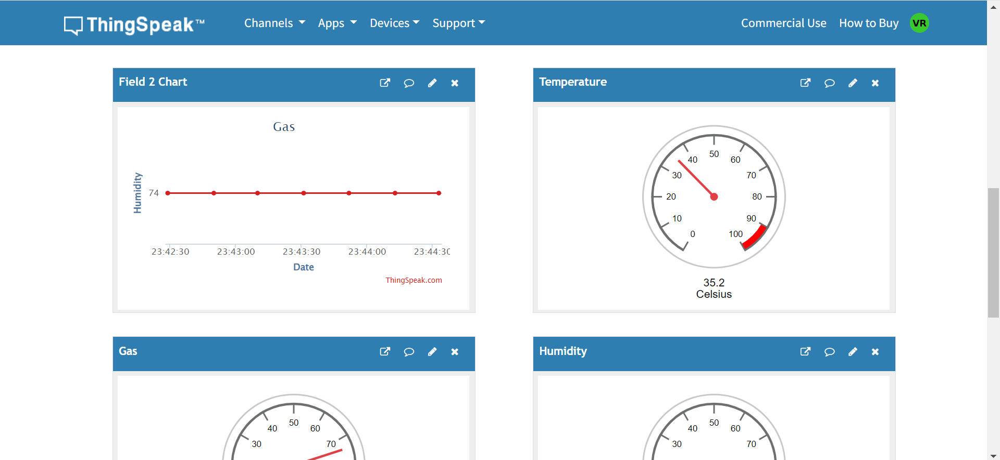 ThingSpeak™ Channels Apps Devices Support Commercial Use How to Buy VR
Field 2 Chart
Gas
Humidity
74
23:42:30 23:43:00 23:43:30 23:44:00 23:44:30
Date
ThingSpeak.com
Temperature
0 10 20 30 40 50 60 70 80 90 100
35.2
Celsius
Gas
30 40 50 60 70
Humidity
30 40 50 60 70